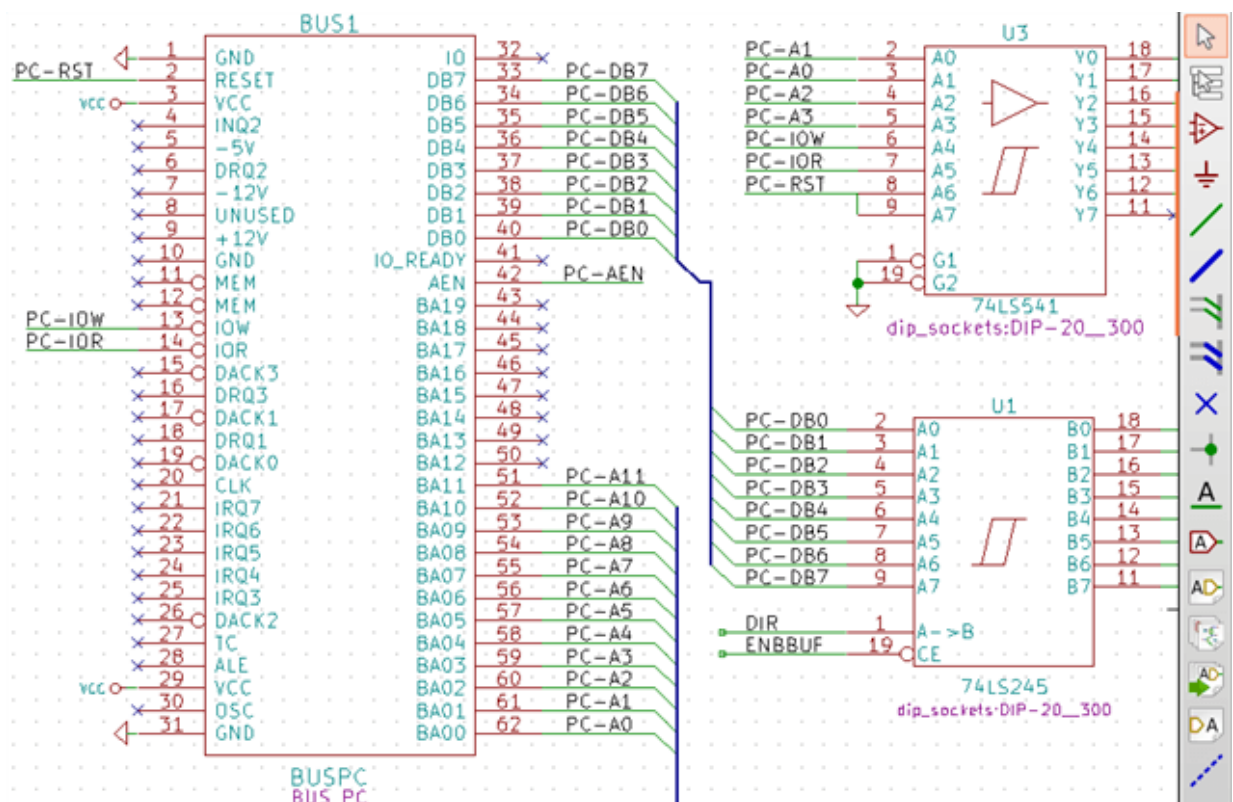 BUS1
1 GND
PC-RST 2 RESET
VCC 3 VCC
4 INQ2
5 -5V
6 DRQ2
7 -12V
8 UNUSED
9 +12V
10 GND
11 MEM
12 MEM
PC-IOW 13 IOW
PC-IOR 14 IOR
15 DACK3
16 DRQ3
17 DACK1
18 DRQ1
19 DACK0
20 CLK
21 IRQ7
22 IRQ6
23 IRQ5
24 IRQ4
25 IRQ3
26 DACK2
27 TC
28 ALE
VCC 29 VCC
30 OSC
31 GND
IO 32
DB7 33 PC-DB7
DB6 34 PC-DB6
DB5 35 PC-DB5
DB4 36 PC-DB4
DB3 37 PC-DB3
DB2 38 PC-DB2
DB1 39 PC-DB1
DB0 40 PC-DB0
IO_READY 41
AEN 42 PC-AEN
BA19 43
BA18 44
BA17 45
BA16 46
BA15 47
BA14 48
BA13 49
BA12 50
BA11 51 PC-A11
BA10 52 PC-A10
BA09 53 PC-A9
BA08 54 PC-A8
BA07 55 PC-A7
BA06 56 PC-A6
BA05 57 PC-A5
BA04 58 PC-A4
BA03 59 PC-A3
BA02 60 PC-A2
BA01 61 PC-A1
BA00 62 PC-A0
BUSPC
BUS_PC
U3
PC-A1 2 A0 Y0 18
PC-A0 3 A1 Y1 17
PC-A2 4 A2 Y2 16
PC-A3 5 A3 Y3 15
PC-IOW 6 A4 Y4 14
PC-IOR 7 A5 Y5 13
PC-RST 8 A6 Y6 12
9 A7 Y7 11
1 G1
19 G2
74LS541
dip_sockets:DIP-20__300
U1
PC-DB0 2 A0 B0 18
PC-DB1 3 A1 B1 17
PC-DB2 4 A2 B2 16
PC-DB3 5 A3 B3 15
PC-DB4 6 A4 B4 14
PC-DB5 7 A5 B5 13
PC-DB6 8 A6 B6 12
PC-DB7 9 A7 B7 11
DIR 1 A->B
ENBBUF 19 CE
74LS245
dip_sockets:DIP-20__300
A
A
AD
AD
DA